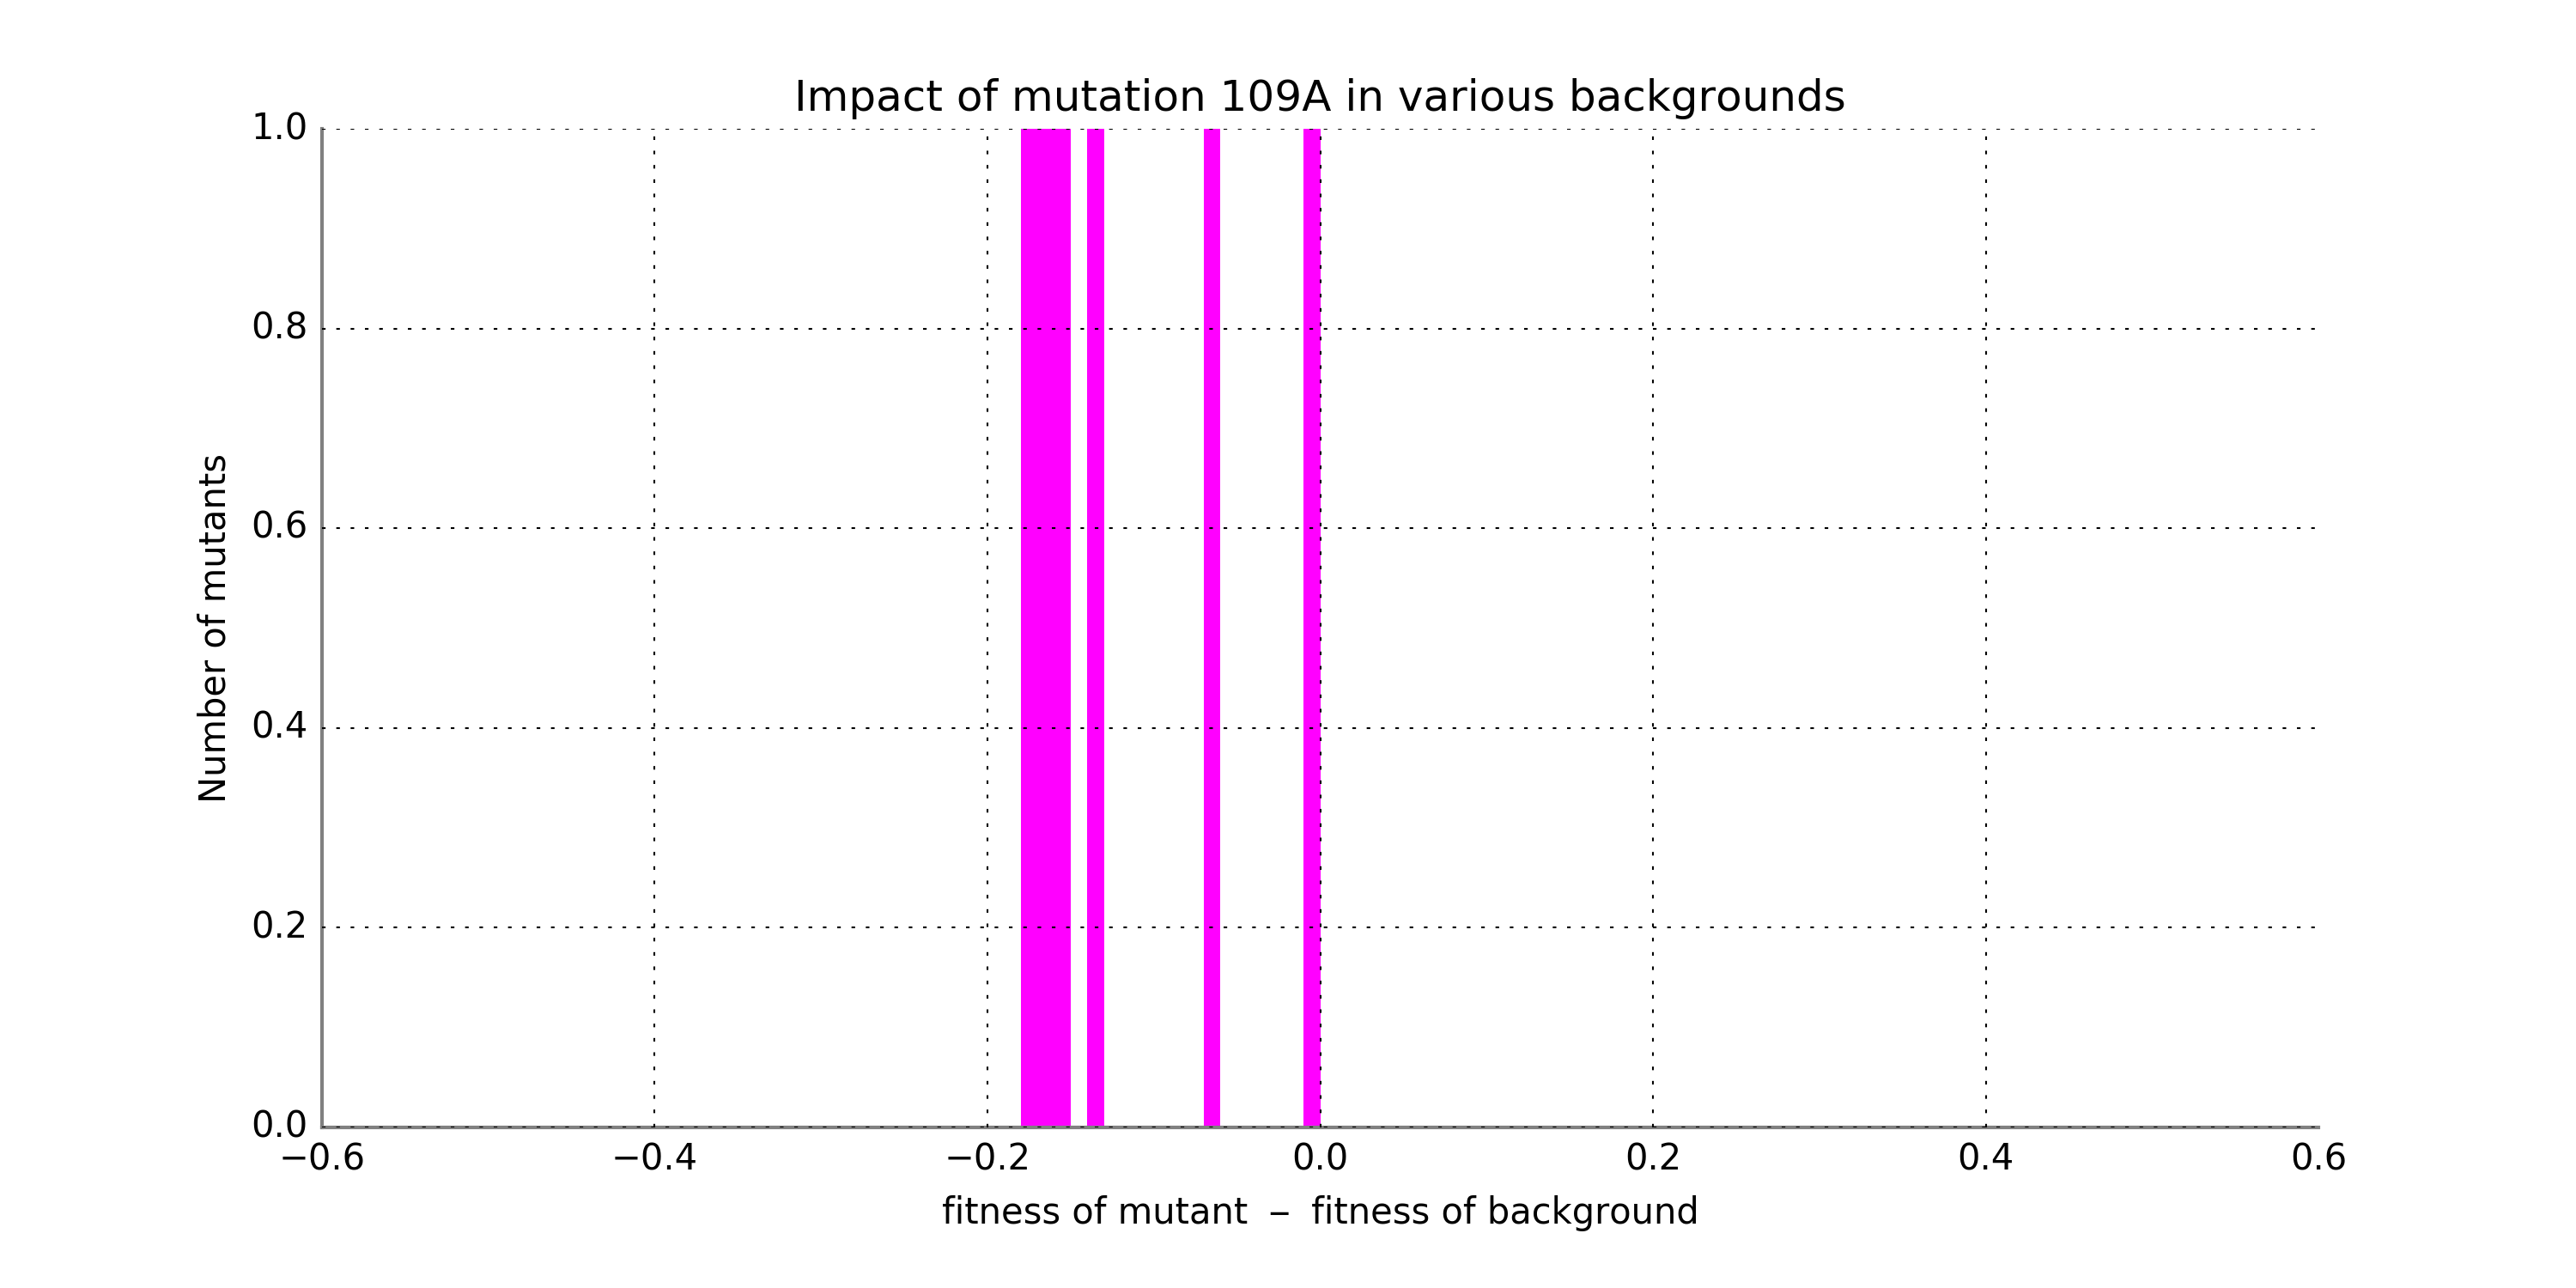 Impact of mutation 109A in various backgrounds
1.0
0.8
0.6
0.4
0.2
0.0
Number of mutants
−0.6 −0.4 −0.2 0.0 0.2 0.4 0.6
fitness of mutant − fitness of background